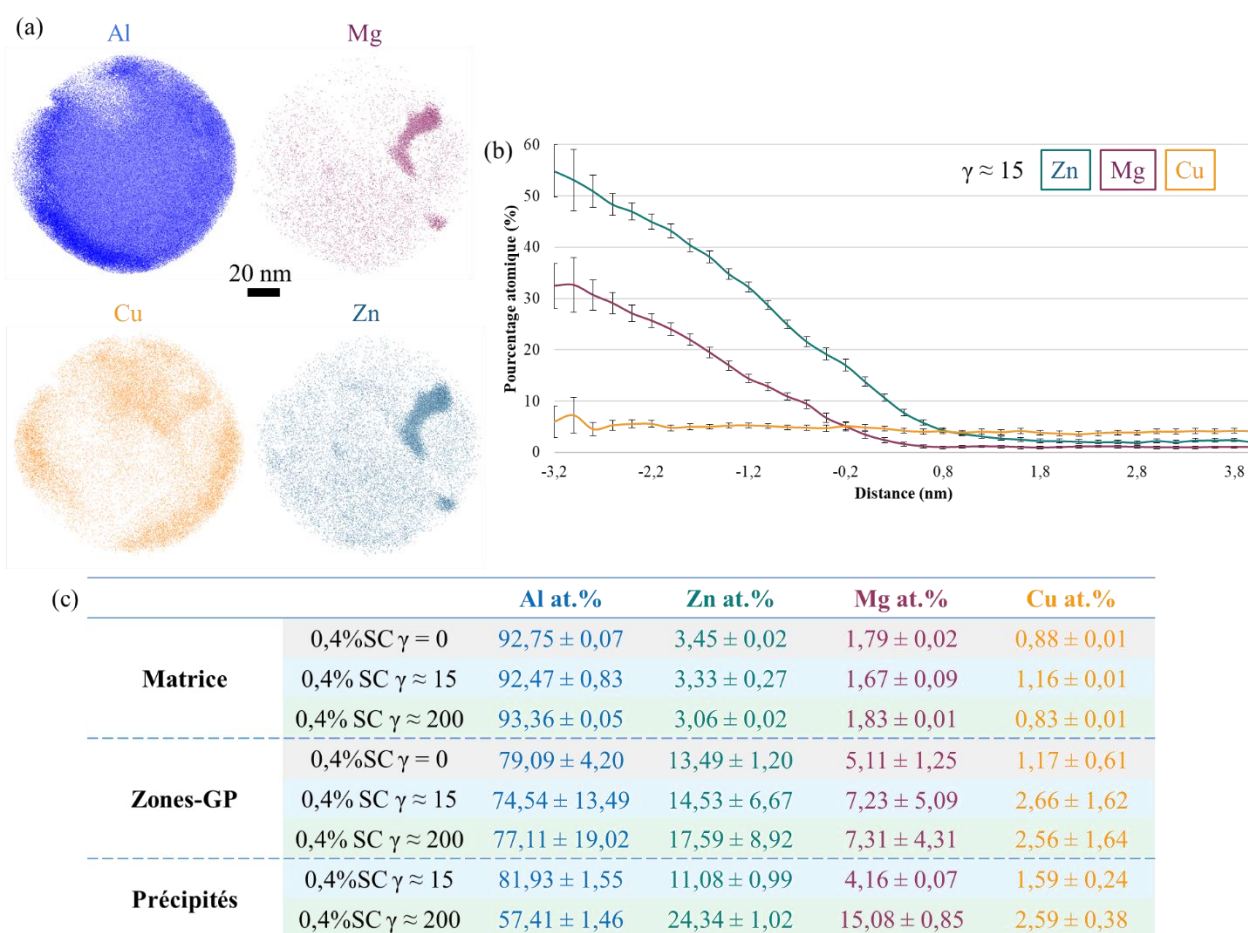 (a)
Al
Mg
20 nm
Cu
Zn
(b)
γ ≈ 15 Zn Mg Cu
Pourcentage atomique (%)
60
50
40
30
20
10
0
-3,2 -2,2 -1,2 -0,2 0,8 1,8 2,8 3,8
Distance (nm)
(c)
Al at.% Zn at.% Mg at.% Cu at.%
Matrice
0,4%SC γ = 0 92,75 ± 0,07 3,45 ± 0,02 1,79 ± 0,02 0,88 ± 0,01
0,4% SC γ ≈ 15 92,47 ± 0,83 3,33 ± 0,27 1,67 ± 0,09 1,16 ± 0,01
0,4% SC γ ≈ 200 93,36 ± 0,05 3,06 ± 0,02 1,83 ± 0,01 0,83 ± 0,01
Zones-GP
0,4%SC γ = 0 79,09 ± 4,20 13,49 ± 1,20 5,11 ± 1,25 1,17 ± 0,61
0,4% SC γ ≈ 15 74,54 ± 13,49 14,53 ± 6,67 7,23 ± 5,09 2,66 ± 1,62
0,4% SC γ ≈ 200 77,11 ± 19,02 17,59 ± 8,92 7,31 ± 4,31 2,56 ± 1,64
Précipités
0,4%SC γ ≈ 15 81,93 ± 1,55 11,08 ± 0,99 4,16 ± 0,07 1,59 ± 0,24
0,4%SC γ ≈ 200 57,41 ± 1,46 24,34 ± 1,02 15,08 ± 0,85 2,59 ± 0,38